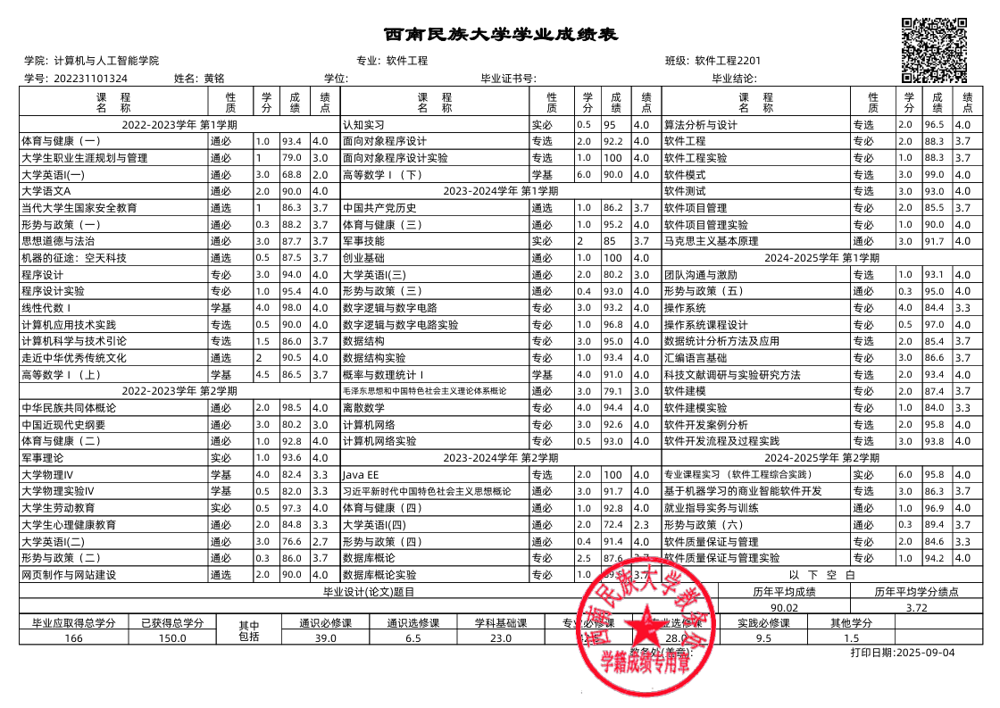 西南民族大学学业成绩表
学院: 计算机与人工智能学院 专业: 软件工程 班级: 软件工程2201
学号: 202231101324 姓名: 黄铭 学位: 毕业证书号: 毕业结论:
课程名称 性质 学分 成绩 绩点
2022-2023学年 第1学期
体育与健康（一） 通必 1.0 93.4 4.0
大学生职业生涯规划与管理 通必 1 79.0 3.0
大学英语I(一) 通必 3.0 68.8 2.0
大学语文A 通必 2.0 90.0 4.0
当代大学生国家安全教育 通选 1 86.3 3.7
形势与政策（一） 通必 0.3 88.2 3.7
思想道德与法治 通必 3.0 87.7 3.7
机器的征途：空天科技 通选 0.5 87.5 3.7
程序设计 专必 3.0 94.0 4.0
程序设计实验 专必 1.0 95.4 4.0
线性代数Ⅰ 学基 4.0 98.0 4.0
计算机应用技术实践 专选 0.5 90.0 4.0
计算机科学与技术引论 专选 1.5 86.0 3.7
走近中华优秀传统文化 通选 2 90.5 4.0
高等数学Ⅰ（上） 学基 4.5 86.5 3.7
2022-2023学年 第2学期
中华民族共同体概论 通必 2.0 98.5 4.0
中国近现代史纲要 通必 3.0 80.2 3.0
体育与健康（二） 通必 1.0 92.8 4.0
军事理论 实必 1.0 93.6 4.0
大学物理IV 学基 4.0 82.4 3.3
大学物理实验IV 学基 0.5 82.0 3.3
大学生劳动教育 实必 0.5 97.3 4.0
大学生心理健康教育 通必 2.0 84.8 3.3
大学英语I(二) 通必 3.0 76.6 2.7
形势与政策（二） 通必 0.3 86.0 3.7
网页制作与网站建设 通选 2.0 90.0 4.0
课程名称 性质 学分 成绩 绩点
认知实习 实必 0.5 95 4.0
面向对象程序设计 专选 2.0 92.2 4.0
面向对象程序设计实验 专选 1.0 100 4.0
高等数学Ⅰ（下） 学基 6.0 90.0 4.0
2023-2024学年 第1学期
中国共产党历史 通选 1.0 86.2 3.7
体育与健康（三） 通必 1.0 95.2 4.0
军事技能 实必 2 85 3.7
创业基础 通必 1.0 100 4.0
大学英语I(三) 通必 2.0 80.2 3.0
形势与政策（三） 通必 0.4 93.0 4.0
数字逻辑与数字电路 专必 3.0 93.2 4.0
数字逻辑与数字电路实验 专必 1.0 96.8 4.0
数据结构 专必 3.0 95.0 4.0
数据结构实验 专必 1.0 93.4 4.0
概率与数理统计Ⅰ 学基 4.0 91.0 4.0
毛泽东思想和中国特色社会主义理论体系概论 通必 3.0 79.1 3.0
离散数学 专必 4.0 94.4 4.0
计算机网络 专必 3.0 92.6 4.0
计算机网络实验 专必 0.5 93.0 4.0
2023-2024学年 第2学期
Java EE 专选 2.0 100 4.0
习近平新时代中国特色社会主义思想概论 通必 3.0 91.7 4.0
体育与健康（四） 通必 1.0 92.8 4.0
大学英语I(四) 通必 2.0 72.4 2.3
形势与政策（四） 通必 0.4 91.4 4.0
数据库概论 专必 2.5 87.6 3.7
数据库概论实验 专必 1.0 3.7
课程名称 性质 学分 成绩 绩点
算法分析与设计 专选 2.0 96.5 4.0
软件工程 专必 2.0 88.3 3.7
软件工程实验 专必 1.0 88.3 3.7
软件模式 专选 3.0 99.0 4.0
软件测试 专选 3.0 93.0 4.0
软件项目管理 专必 2.0 85.5 3.7
软件项目管理实验 专必 1.0 90.0 4.0
马克思主义基本原理 通必 3.0 91.7 4.0
2024-2025学年 第1学期
团队沟通与激励 专选 1.0 93.1 4.0
形势与政策（五） 通必 0.3 95.0 4.0
操作系统 专必 4.0 84.4 3.3
操作系统课程设计 专必 0.5 97.0 4.0
数据统计分析方法及应用 专选 2.0 85.4 3.7
汇编语言基础 专必 3.0 86.6 3.7
科技文献调研与实验研究方法 专选 2.0 93.4 4.0
软件建模 专必 2.0 87.4 3.7
软件建模实验 专必 1.0 84.0 3.3
软件开发案例分析 专选 2.0 95.8 4.0
软件开发流程及过程实践 专选 3.0 93.8 4.0
2024-2025学年 第2学期
专业课程实习 （软件工程综合实践） 实必 6.0 95.8 4.0
基于机器学习的商业智能软件开发 专选 3.0 86.3 3.7
就业指导实务与训练 通必 1.0 96.9 4.0
形势与政策（六） 通必 0.3 89.4 3.7
软件质量保证与管理 专必 2.0 84.6 3.3
软件质量保证与管理实验 专必 1.0 94.2 4.0
以 下 空 白
毕业设计(论文)题目 历年平均成绩 历年平均学分绩点
90.02 3.72
毕业应取得总学分 已获得总学分 其中包括 通识必修课 通识选修课 学科基础课 专业必修课 专业选修课 实践必修课 其他学分
166 150.0 39.0 6.5 23.0 28.0 9.5 1.5
教务处(盖章):
打印日期:2025-09-04
西南民族大学教务处
学籍成绩专用章